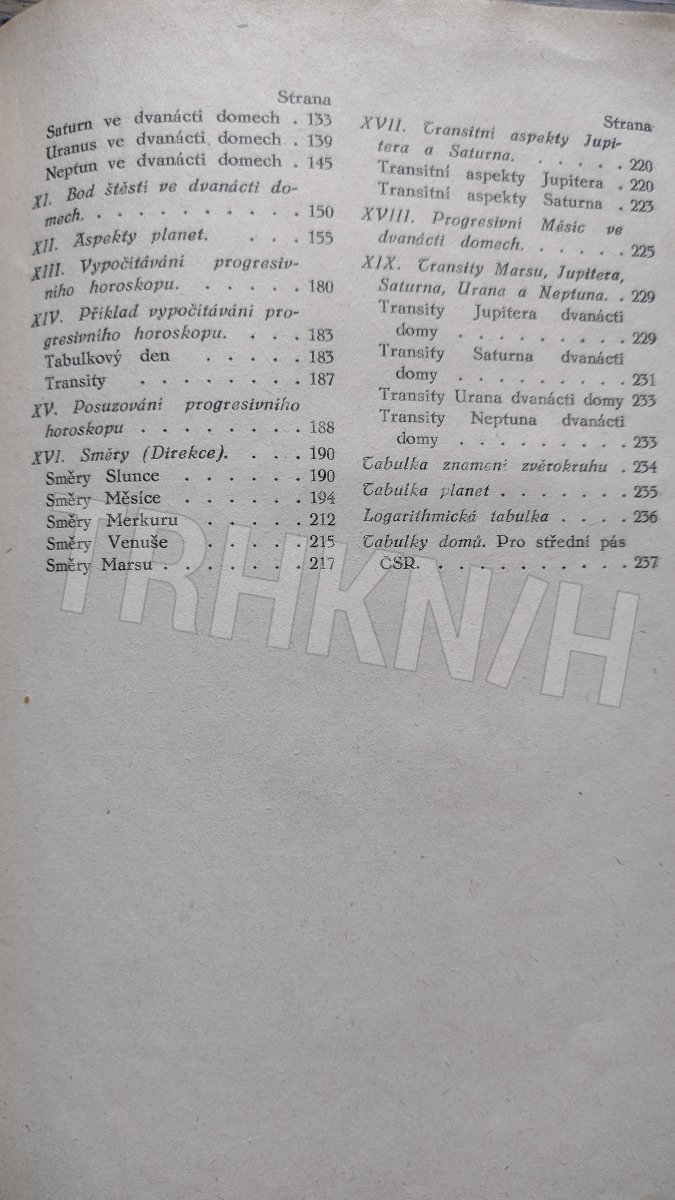 Strana
Saturn ve dvanácti domech . 133
Uranus ve dvanácti domech . 139
Neptun ve dvanácti domech . 145
XI. Bod štěstí ve dvanácti do-
mech. . . . . . . . . . . 150
XII. Aspekty planet. . . . 155
XIII. Vypočítávání progresiv-
ního horoskopu. . . . . . 180
XIV. Příklad vypočítávání pro-
gresivního horoskopu. . . . 183
Tabulkový den . . . . . 183
Transity . . . . . . . 187
XV. Posuzování progresivního
horoskopu . . . . . . . 188
XVI. Směry (Direkce). . . . 190
Směry Slunce . . . . . 190
Směry Měsíce . . . . . 194
Směry Merkuru . . . . . 212
Směry Venuše . . . . . 215
Směry Marsu . . . . . . . 217
Strana
XVII. Transitní aspekty Jupi-
tera a Saturna. . . . . . 220
Transitní aspekty Jupitera . 220
Transitní aspekty Saturna . 223
XVIII. Progresivní Měsíc ve
dvanácti domech. . . . . . 225
XIX. Transity Marsu, Jupitera,
Saturna, Urana a Neptuna. . 229
Transity Jupitera dvanácti
domy . . . . . . . . 229
Transity Saturna dvanácti
domy . . . . . . . . 231
Transity Urana dvanácti domy 233
Transity Neptuna dvanácti
domy . . . . . . . . 233
Tabulka znamení zvěrokruhu . 234
Tabulka planet . . . . . . . 235
Logarithmická tabulka . . . . 236
Tabulky domů. Pro střední pás
ČSR. . . . . . . . . . . 237
TRHKNIH